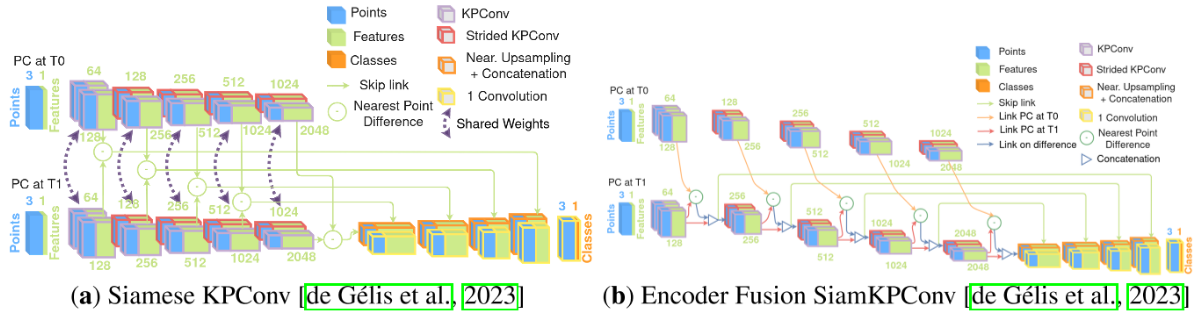 Points
Features
Classes
Skip link
Nearest Point
Difference
KPConv
Strided KPConv
Near. Upsampling
+ Concatenation
1 Convolution
Shared Weights
PC at T0
3 1
Points
Features
64
128
256
512
1024
128
256
512
1024
2048
PC at T1
3 1
Points
Features
64
128
256
512
1024
128
256
512
1024
2048
3 1
Classes
(a) Siamese KPConv [de Gélis et al., 2023]
Points
Features
Classes
Skip link
Link PC at T0
Link PC at T1
Link on difference
KPConv
Strided KPConv
Near. Upsampling
+ Concatenation
1 Convolution
Nearest Point
Difference
Concatenation
PC at T0
3 1
Points
Features
64
128
256
512
1024
128
256
512
1024
2048
PC at T1
3 1
Points
Features
64
256
512
1024
2048
128
256
512
1024
2048
3 1
Classes
(b) Encoder Fusion SiamKPConv [de Gélis et al., 2023]